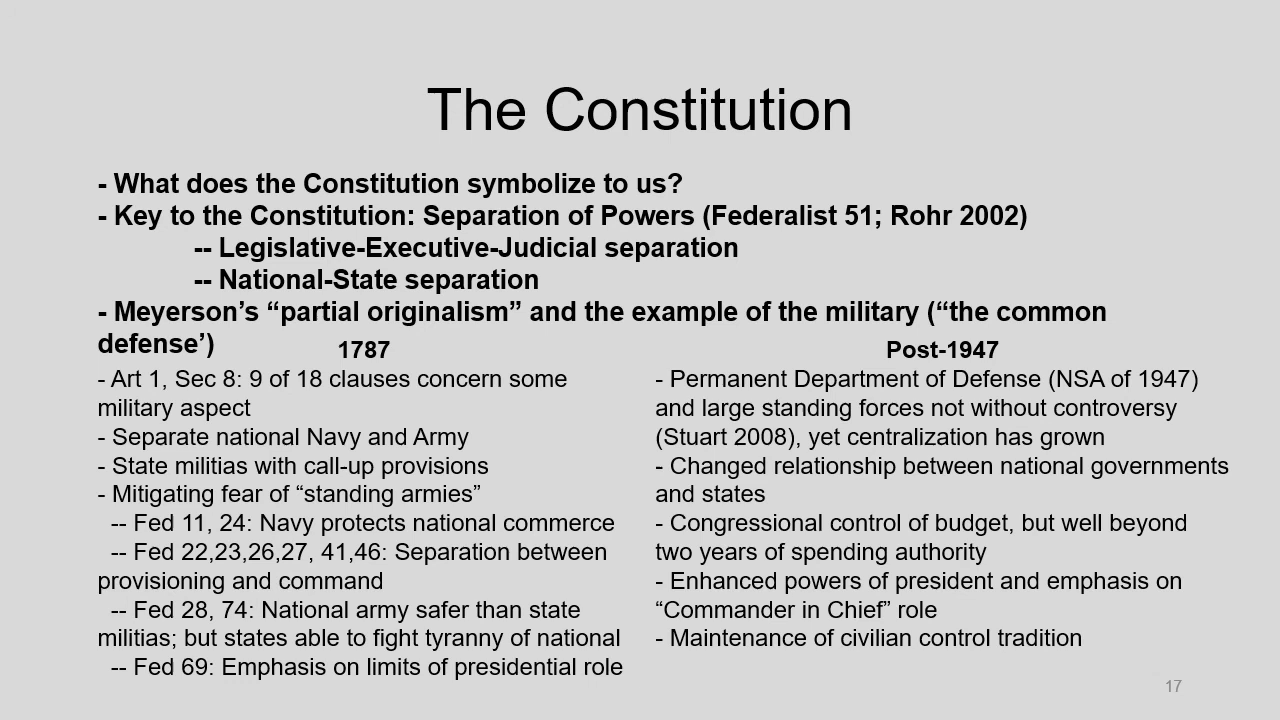 The Constitution
- What does the Constitution symbolize to us?
- Key to the Constitution: Separation of Powers (Federalist 51; Rohr 2002)
-- Legislative-Executive-Judicial separation
-- National-State separation
- Meyerson’s “partial originalism” and the example of the military (“the common
defense’)
1787
- Art 1, Sec 8: 9 of 18 clauses concern some
military aspect
- Separate national Navy and Army
- State militias with call-up provisions
- Mitigating fear of “standing armies”
-- Fed 11, 24: Navy protects national commerce
-- Fed 22,23,26,27, 41,46: Separation between
provisioning and command
-- Fed 28, 74: National army safer than state
militias; but states able to fight tyranny of national
-- Fed 69: Emphasis on limits of presidential role
Post-1947
- Permanent Department of Defense (NSA of 1947)
and large standing forces not without controversy
(Stuart 2008), yet centralization has grown
- Changed relationship between national governments
and states
- Congressional control of budget, but well beyond
two years of spending authority
- Enhanced powers of president and emphasis on
“Commander in Chief” role
- Maintenance of civilian control tradition
17